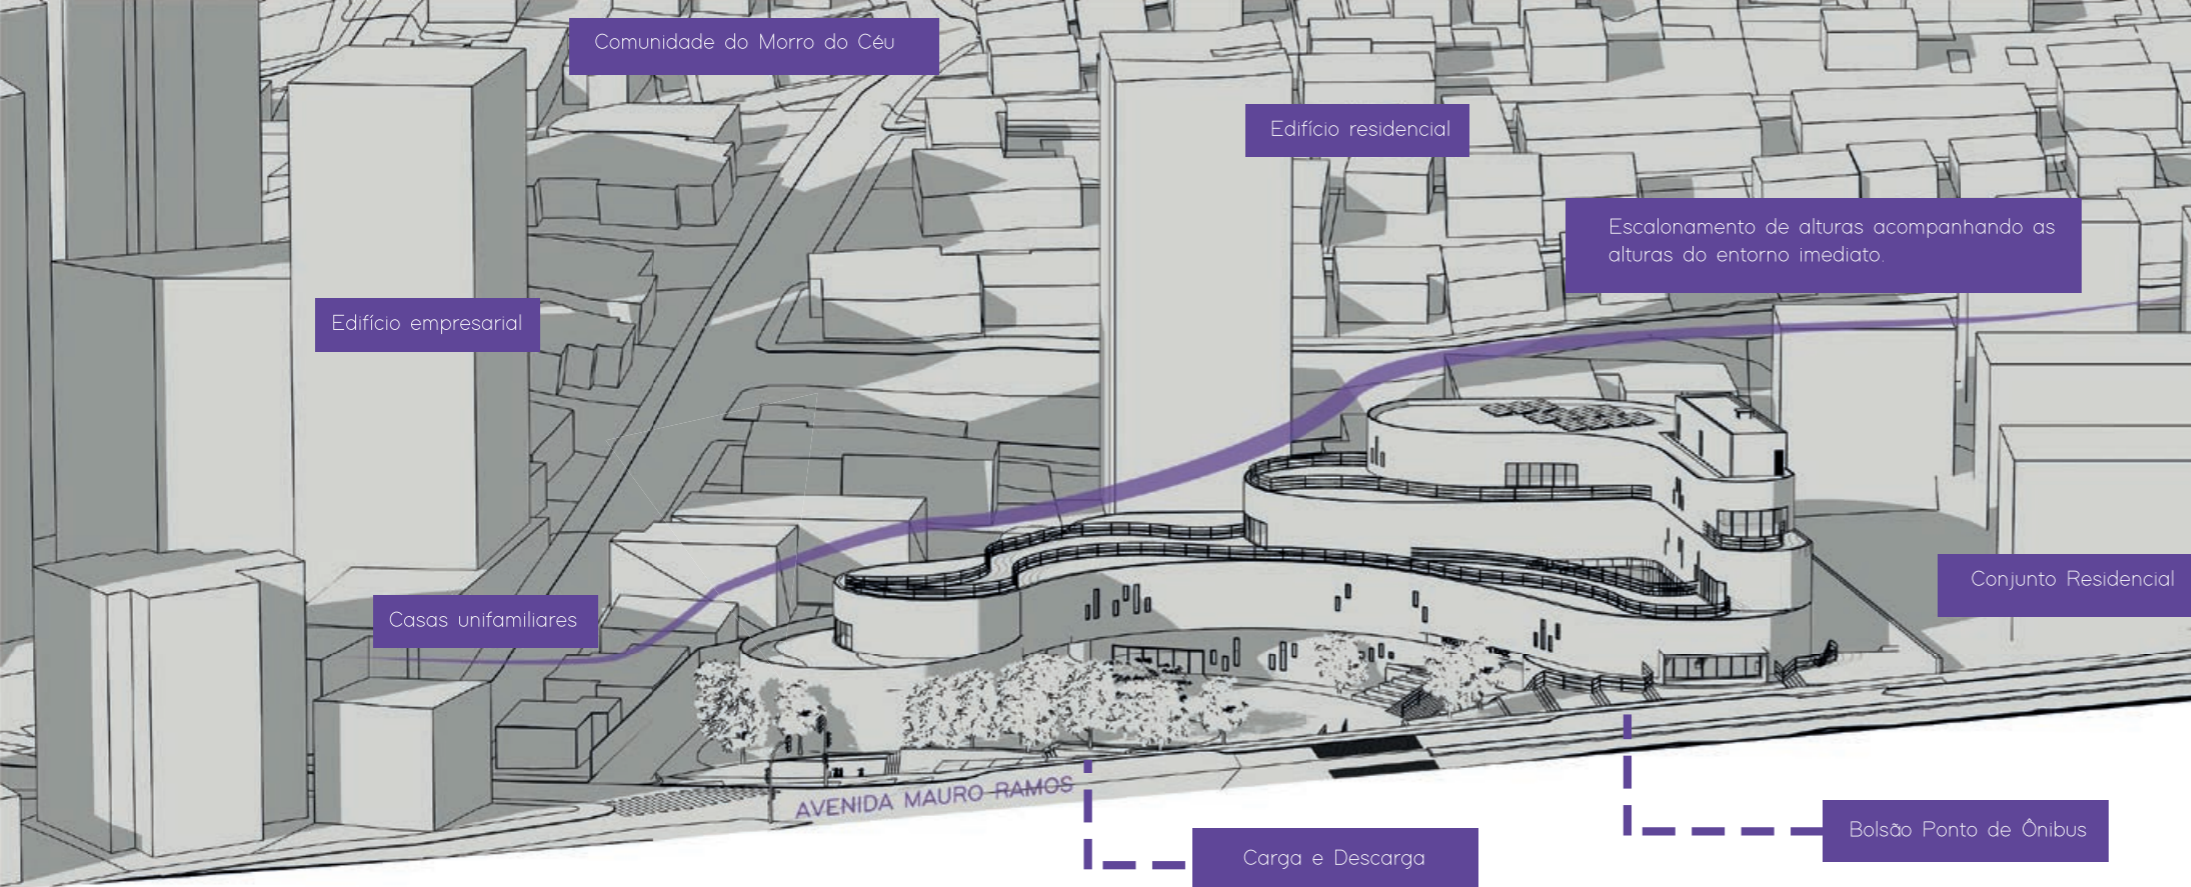 Comunidade do Morro do Céu
Edifício residencial
Escalonamento de alturas acompanhando as
alturas do entorno imediato.
Edifício empresarial
Conjunto Residencial
Casas unifamiliares
AVENIDA MAURO RAMOS
Bolsão Ponto de Ônibus
Carga e Descarga